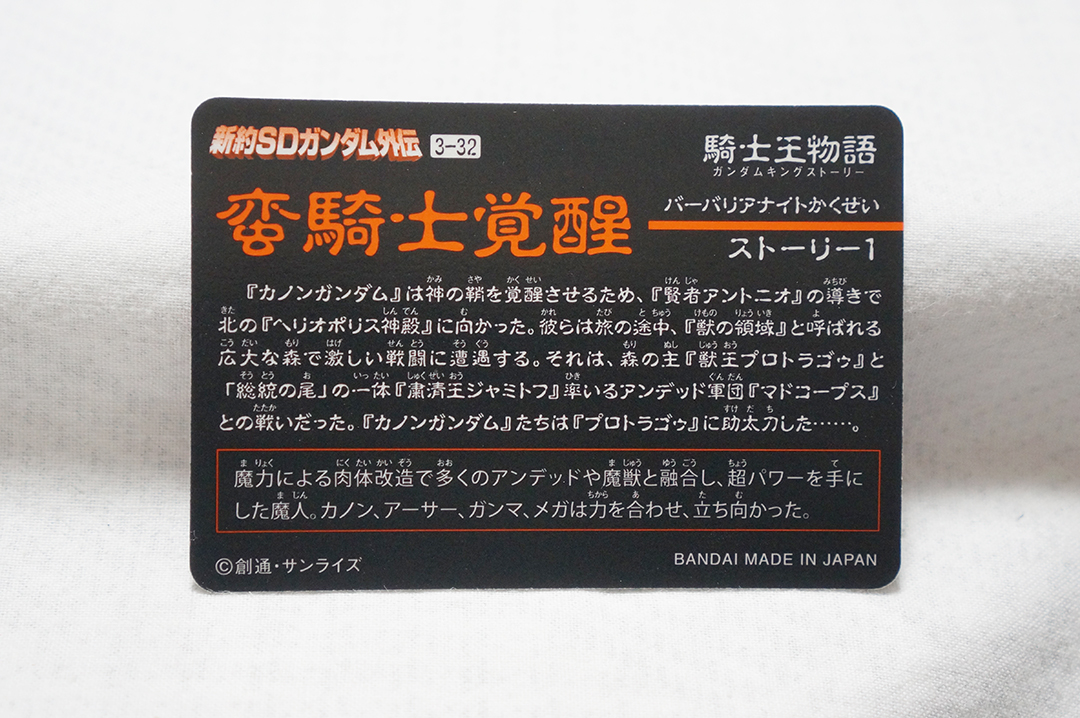 新約SDガンダム外伝 3-32
騎士王物語
ガンダムキングストーリー
蛮騎士覚醒
バーバリアナイトかくせい
ストーリー1
『カノンガンダム』は神の鞘を覚醒させるため、『賢者アントニオ』の導きで
北の『ヘリオポリス神殿』に向かった。彼らは旅の途中、『獣の領域』と呼ばれる
広大な森で激しい戦闘に遭遇する。それは、森の主『獣王プロトラゴゥ』と
「総統の尾」の一体『粛清王ジャミトフ』率いるアンデッド軍団『マドコープス』
との戦いだった。『カノンガンダム』たちは『プロトラゴゥ』に助太刀した……。
魔力による肉体改造で多くのアンデッドや魔獣と融合し、超パワーを手に
した魔人。カノン、アーサー、ガンマ、メガは力を合わせ、立ち向かった。
©創通・サンライズ
BANDAI MADE IN JAPAN